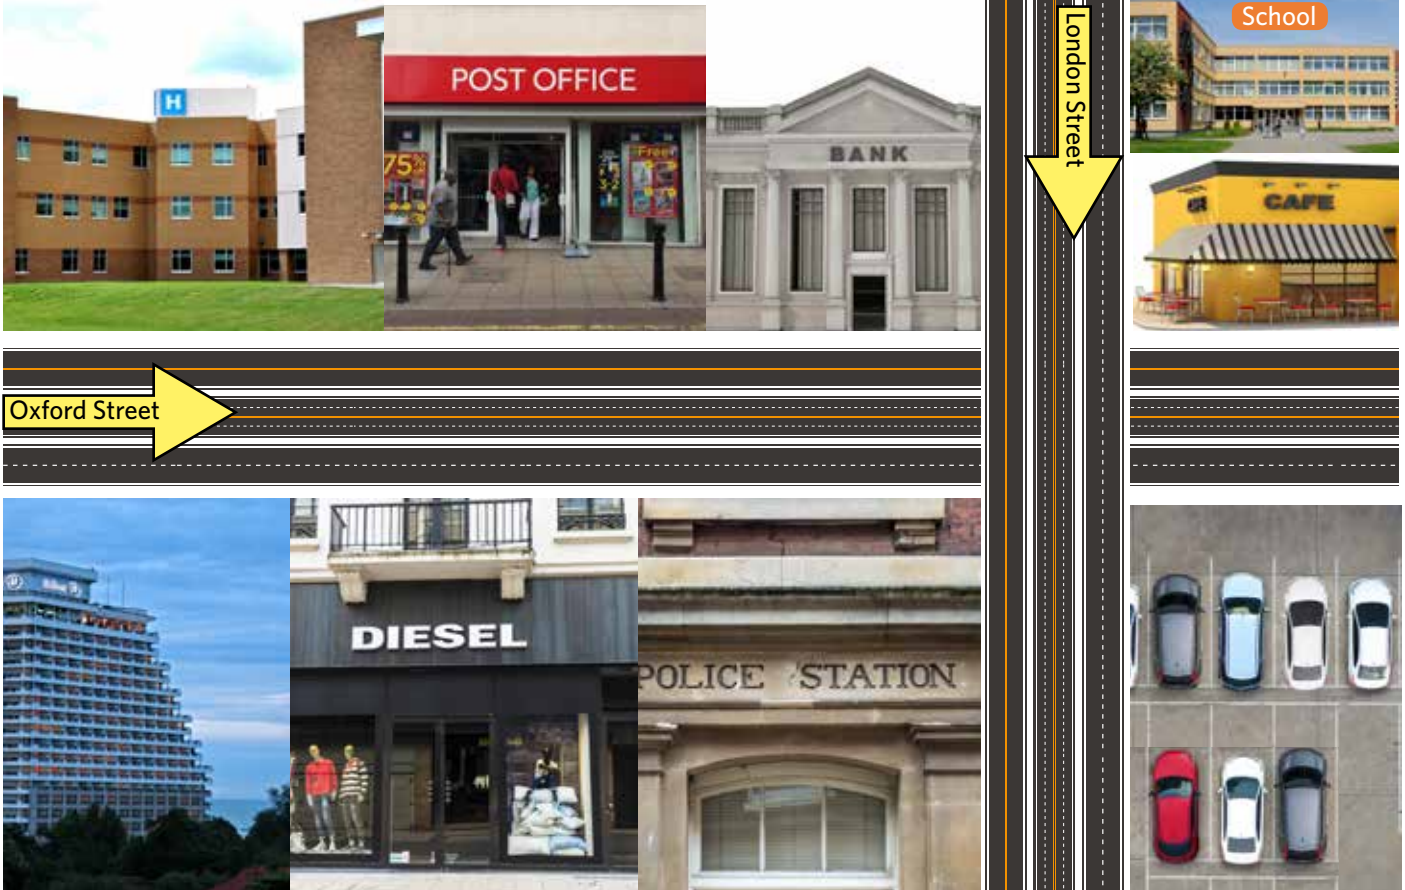 H
POST OFFICE
75%
Free!
BANK
London Street
School
CAFE
Oxford Street
DIESEL
POLICE STATION